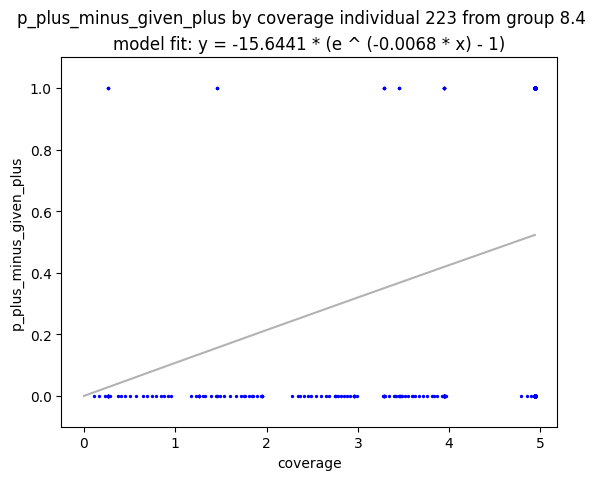 p_plus_minus_given_plus by coverage individual 223 from group 8.4
model fit: y = -15.6441 * (e ^ (-0.0068 * x) - 1)
1.0
0.8
0.6
0.4
0.2
0.0
p_plus_minus_given_plus
0 1 2 3 4 5
coverage